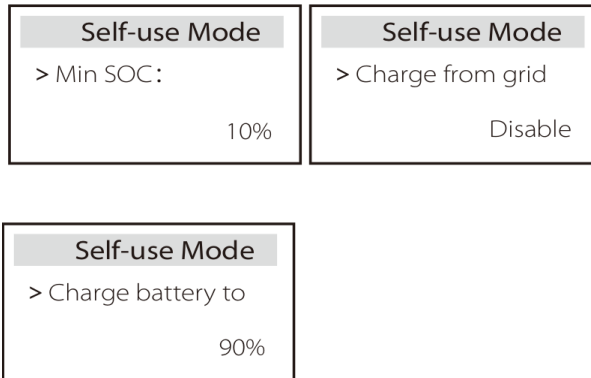 Self-use Mode
> Min SOC:
10%
Self-use Mode
> Charge from grid
Disable
Self-use Mode
> Charge battery to
90%